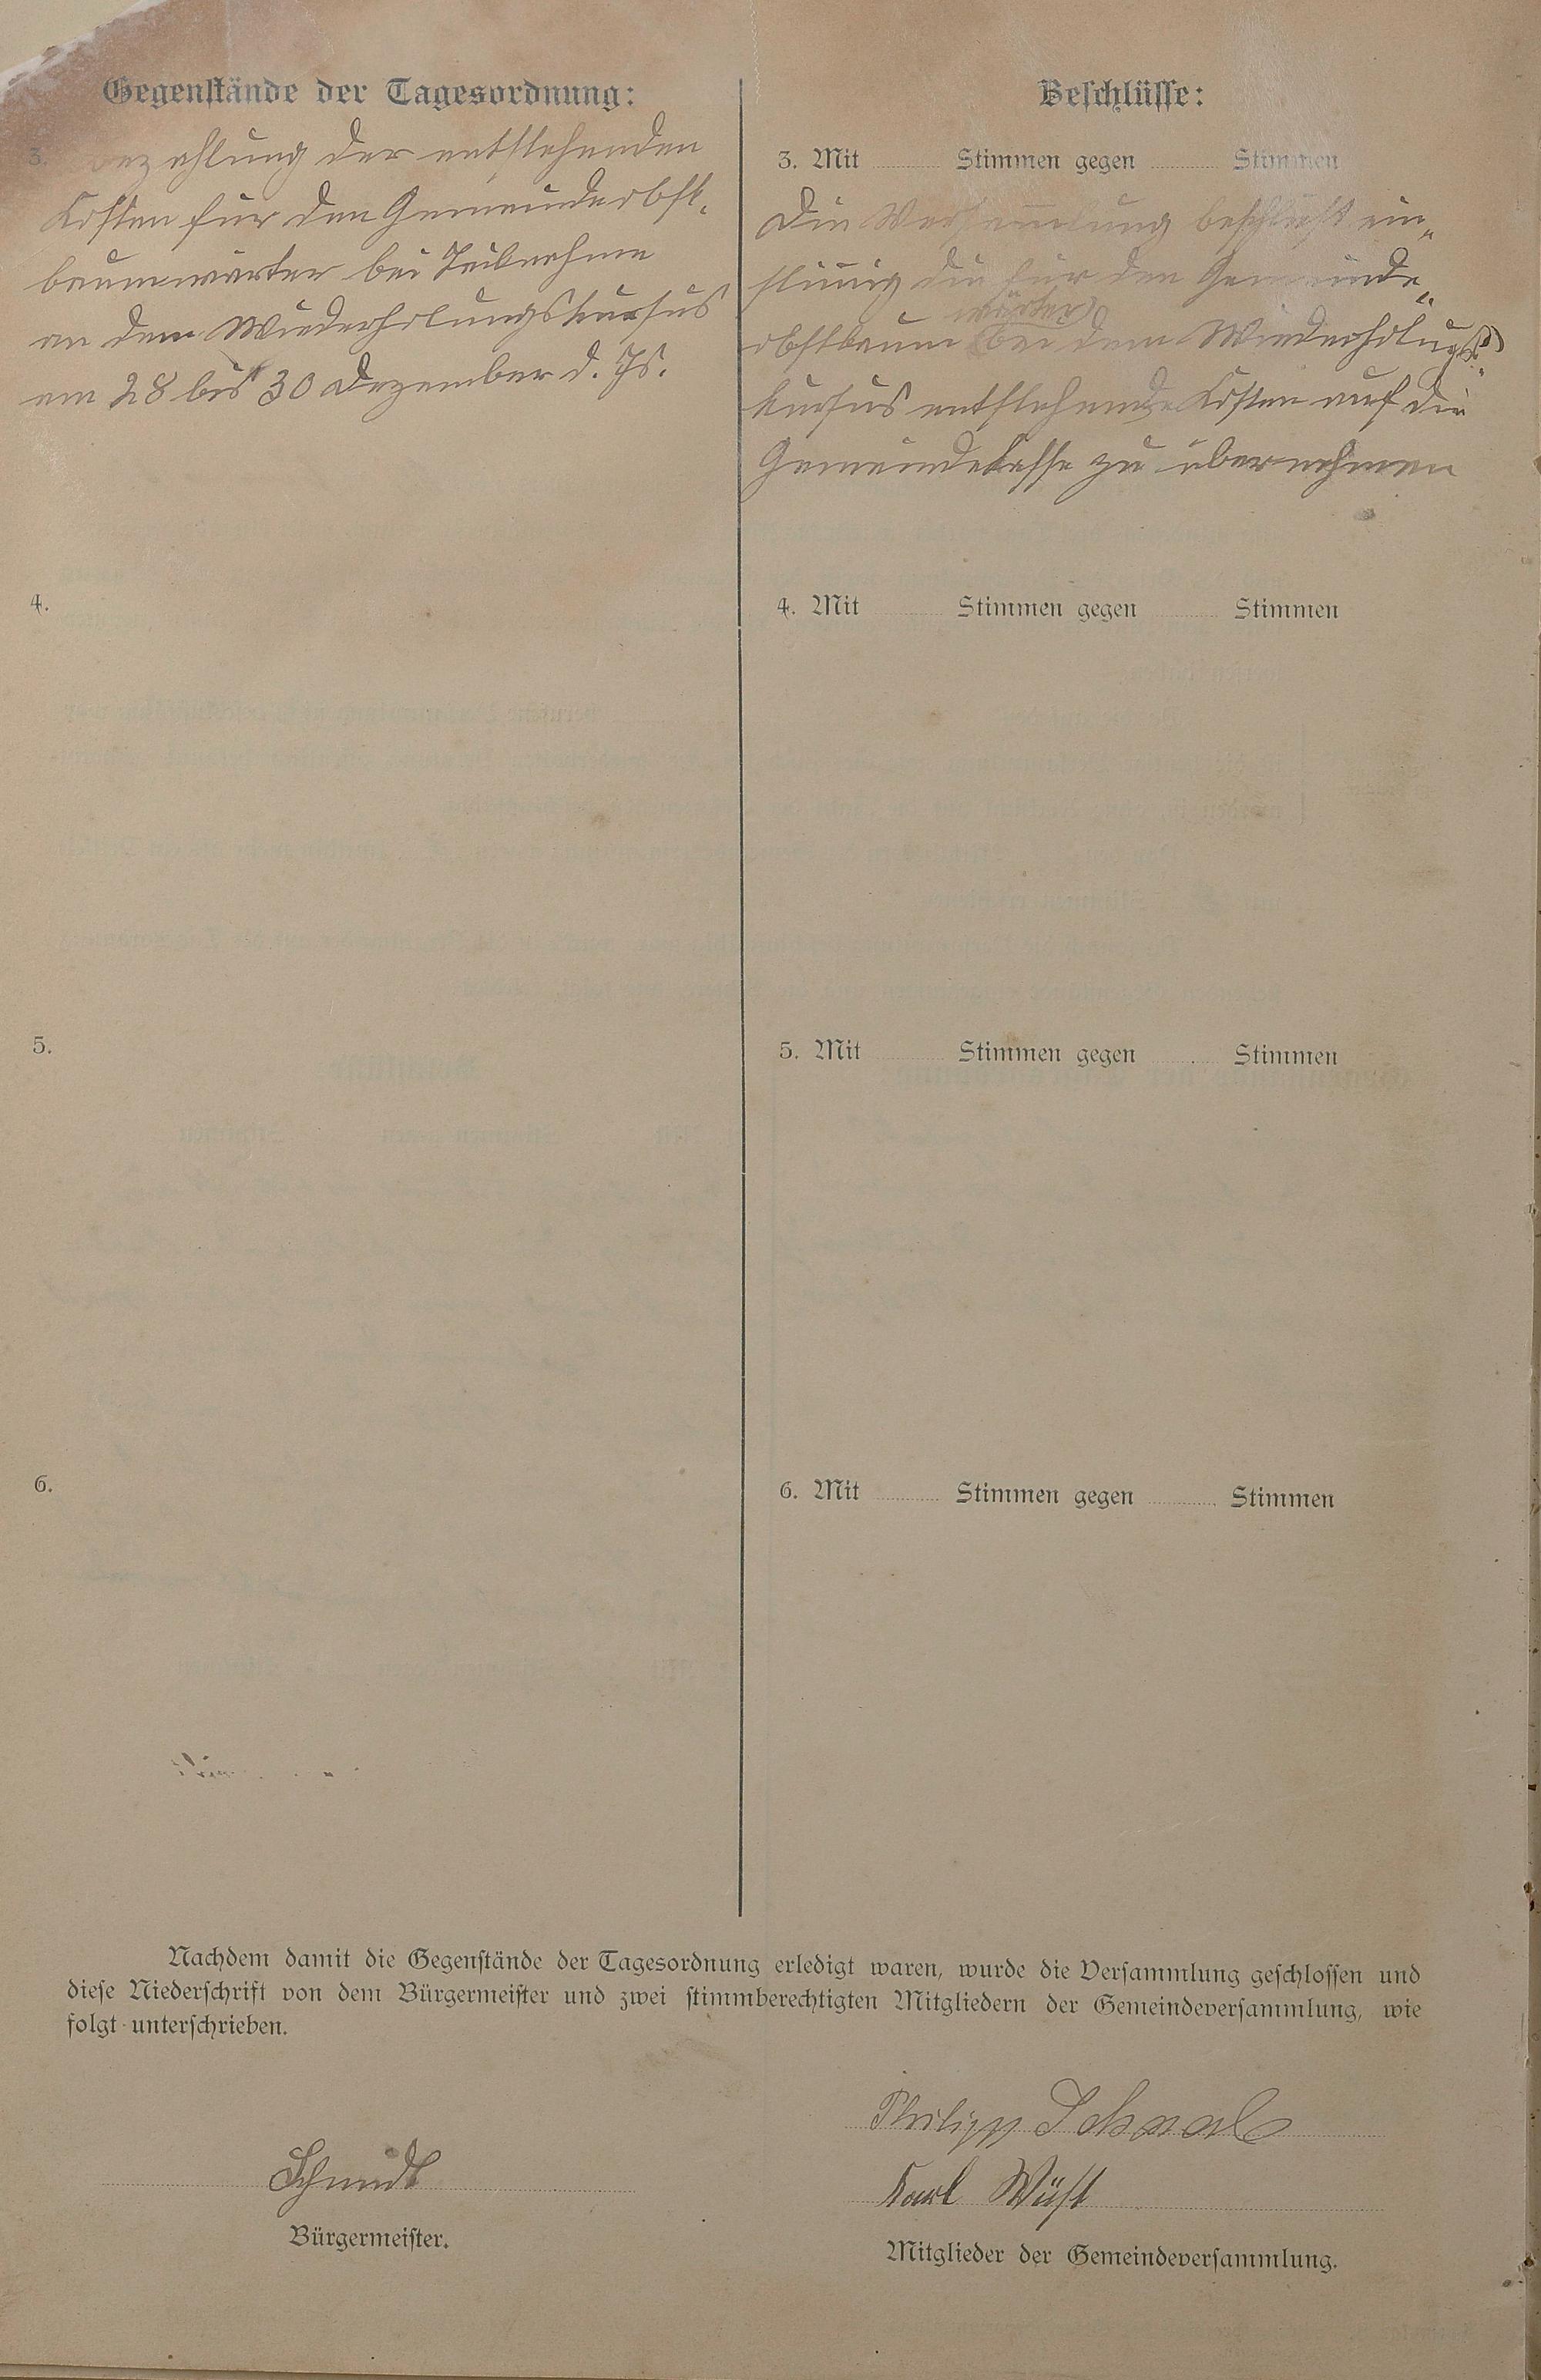 Gegenstände der Tagesordnung:
3. Bezahlung der entstehenden
Kosten für den Gemeindeobst-
baumwärter bei Teilnahme
an dem Wiederholungskursus
am 28 bis 30 Dezember d. Js.
Beschlüsse:
3. Mit Stimmen gegen Stimmen
Die Versammlung beschließt ein-
stimig die für den Gemeinde-
wärter
obstbaum bei dem Wiederholugs-
kursus entstehende Kosten auf die
Gemeindekasse zu übernehmen
4.
4. Mit Stimmen gegen Stimmen
5.
5. Mit Stimmen gegen Stimmen
6.
6. Mit Stimmen gegen Stimmen
Nachdem damit die Gegenstände der Tagesordnung erledigt waren, wurde die Versammlung geschlossen und
diese Niederschrift von dem Bürgermeister und zwei stimmberechtigten Mitgliedern der Gemeindeversammlung, wie
folgt unterschrieben.
Schmidt
Bürgermeister.
Philipp
Karl Wüst
Mitglieder der Gemeindeversammlung.